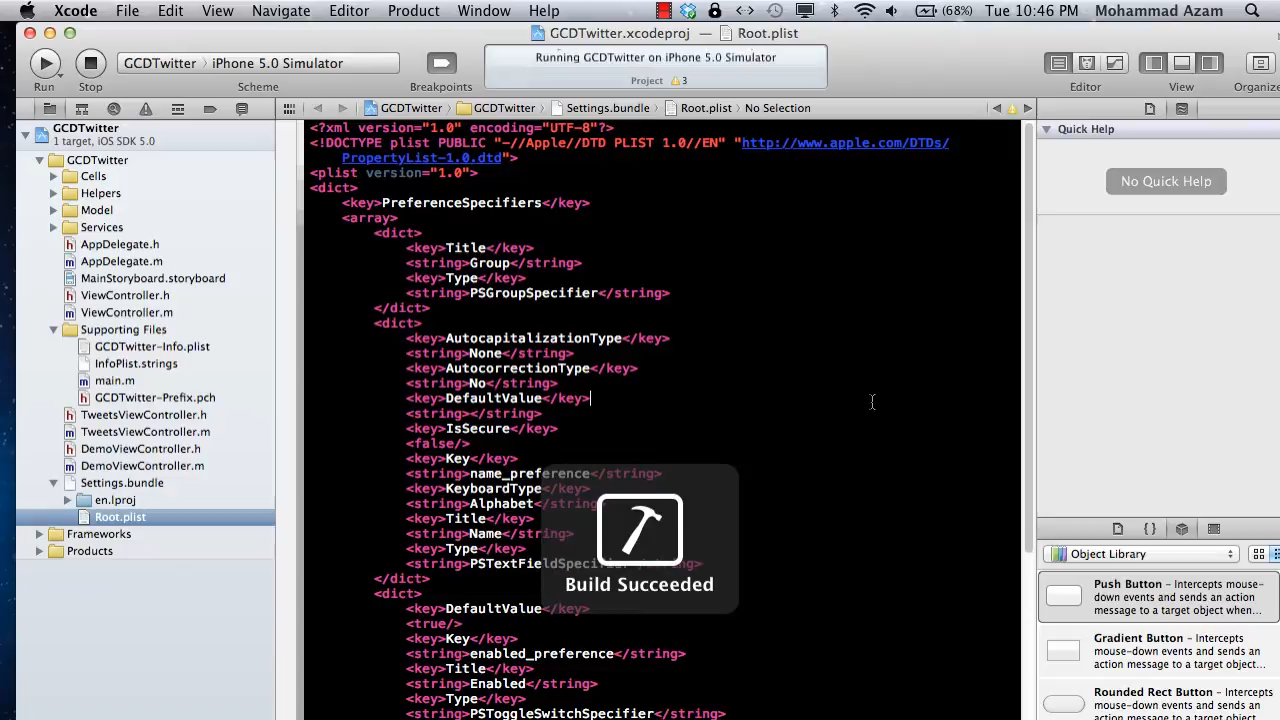 Xcode File Edit View Navigate Editor Product Window Help (68%) Tue 10:46 PM Mohammad Azam
GCDTwitter.xcodeproj — Root.plist
GCDTwitter iPhone 5.0 Simulator
Running GCDTwitter on iPhone 5.0 Simulator
Project 3
Run Stop Scheme Breakpoints Editor View Organize
GCDTwitter GCDTwitter Settings.bundle Root.plist No Selection
GCDTwitter
1 target, iOS SDK 5.0
GCDTwitter
Cells
Helpers
Model
Services
h AppDelegate.h
m AppDelegate.m
MainStoryboard.storyboard
h ViewController.h
m ViewController.m
Supporting Files
GCDTwitter-Info.plist
InfoPlist.strings
m main.m
h GCDTwitter-Prefix.pch
h TweetsViewController.h
m TweetsViewController.m
h DemoViewController.h
m DemoViewController.m
Settings.bundle
en.lproj
Root.plist
Frameworks
Products
<?xml version="1.0" encoding="UTF-8"?>
<!DOCTYPE plist PUBLIC "-//Apple//DTD PLIST 1.0//EN" "http://www.apple.com/DTDs/
PropertyList-1.0.dtd">
<plist version="1.0">
<dict>
<key>PreferenceSpecifiers</key>
<array>
<dict>
<key>Title</key>
<string>Group</string>
<key>Type</key>
<string>PSGroupSpecifier</string>
</dict>
<dict>
<key>AutocapitalizationType</key>
<string>None</string>
<key>AutocorrectionType</key>
<string>No</string>
<key>DefaultValue</key>
<string></string>
<key>IsSecure</key>
<false/>
<key>Key</key>
<string>name_preference</string>
<key>KeyboardType</key>
<string>Alphabet</string>
<key>Title</key>
<string>Name</string>
<key>Type</key>
<string>PSTextFieldSpecifier</string>
</dict>
<dict>
<key>DefaultValue</key>
<true/>
<key>Key</key>
<string>enabled_preference</string>
<key>Title</key>
<string>Enabled</string>
<key>Type</key>
<string>PSToggleSwitchSpecifier</string>
Build Succeeded
Quick Help
No Quick Help
Object Library
Push Button – Intercepts mouse-
down events and sends an action
message to a target object when...
Gradient Button – Intercepts
mouse-down events and sends an
action message to a target object...
Rounded Rect Button – Intercepts
mouse-down events and sends an